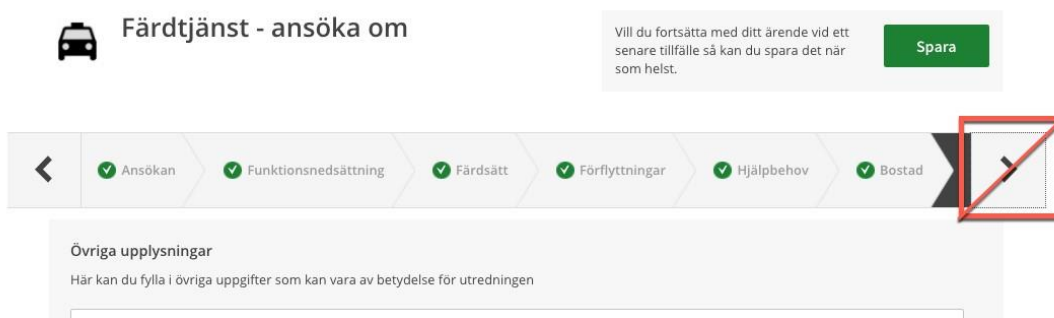 Färdtjänst - ansöka om
Vill du fortsätta med ditt ärende vid ett
senare tillfälle så kan du spara det när
som helst.
Spara
Ansökan
Funktionsnedsättning
Färdsätt
Förflyttningar
Hjälpbehov
Bostad
Övriga upplysningar
Här kan du fylla i övriga uppgifter som kan vara av betydelse för utredningen